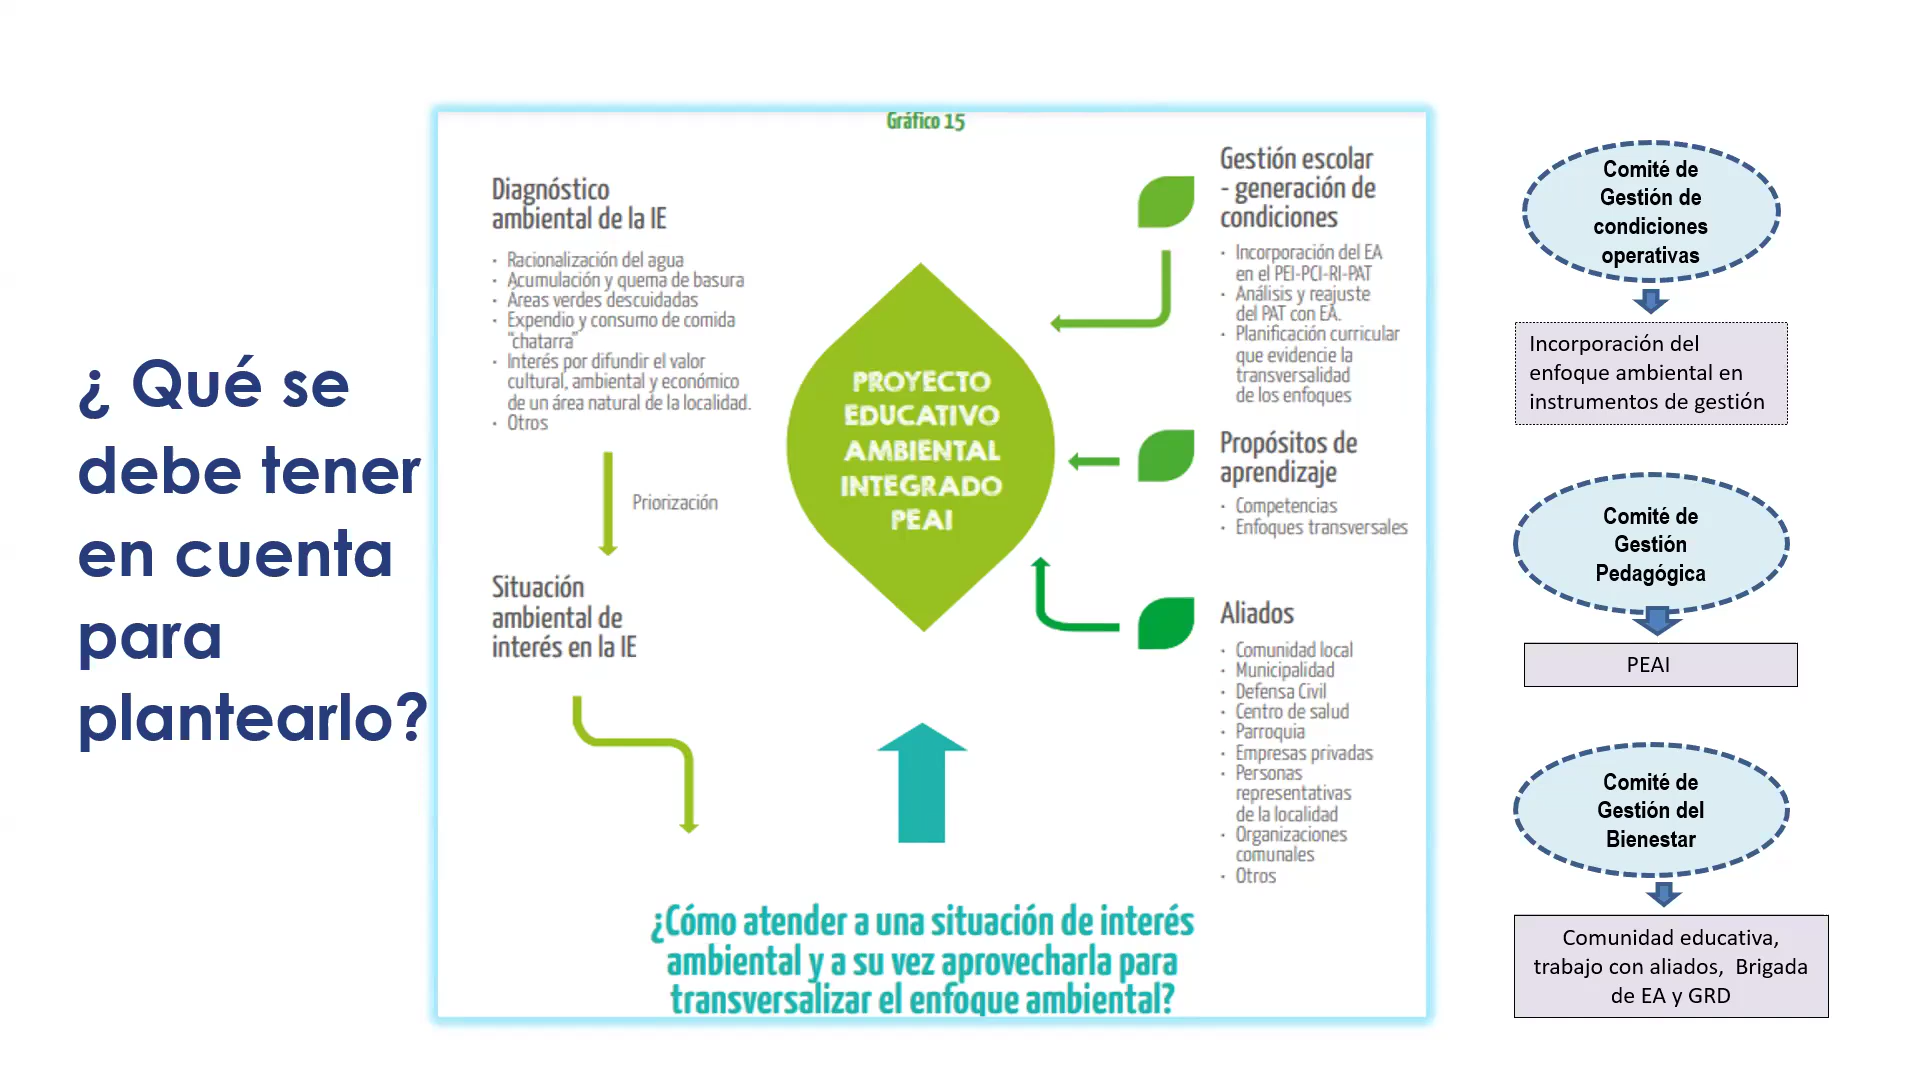 ¿ Qué se
debe tener
en cuenta
para
plantearlo?
Gráfico 15
Diagnóstico
ambiental de la IE
· Racionalización del agua
· Acumulación y quema de basura
· Áreas verdes descuidadas
· Expendio y consumo de comida
"chatarra"
· Interés por difundir el valor
cultural, ambiental y económico
de un área natural de la localidad.
· Otros
Priorización
Situación
ambiental de
interés en la IE
PROYECTO
EDUCATIVO
AMBIENTAL
INTEGRADO
PEAI
Gestión escolar
- generación de
condiciones
· Incorporación del EA
en el PEI-PCI-RI-PAT
· Análisis y reajuste
del PAT con EA.
· Planificación curricular
que evidencie la
transversalidad
de los enfoques
Propósitos de
aprendizaje
· Competencias
· Enfoques transversales
Aliados
· Comunidad local
· Municipalidad
· Defensa Civil
· Centro de salud
· Parroquia
· Empresas privadas
· Personas
representativas
de la localidad
· Organizaciones
comunales
· Otros
¿Cómo atender a una situación de interés
ambiental y a su vez aprovecharla para
transversalizar el enfoque ambiental?
Comité de
Gestión de
condiciones
operativas
Incorporación del
enfoque ambiental en
instrumentos de gestión
Comité de
Gestión
Pedagógica
PEAI
Comité de
Gestión del
Bienestar
Comunidad educativa,
trabajo con aliados, Brigada
de EA y GRD